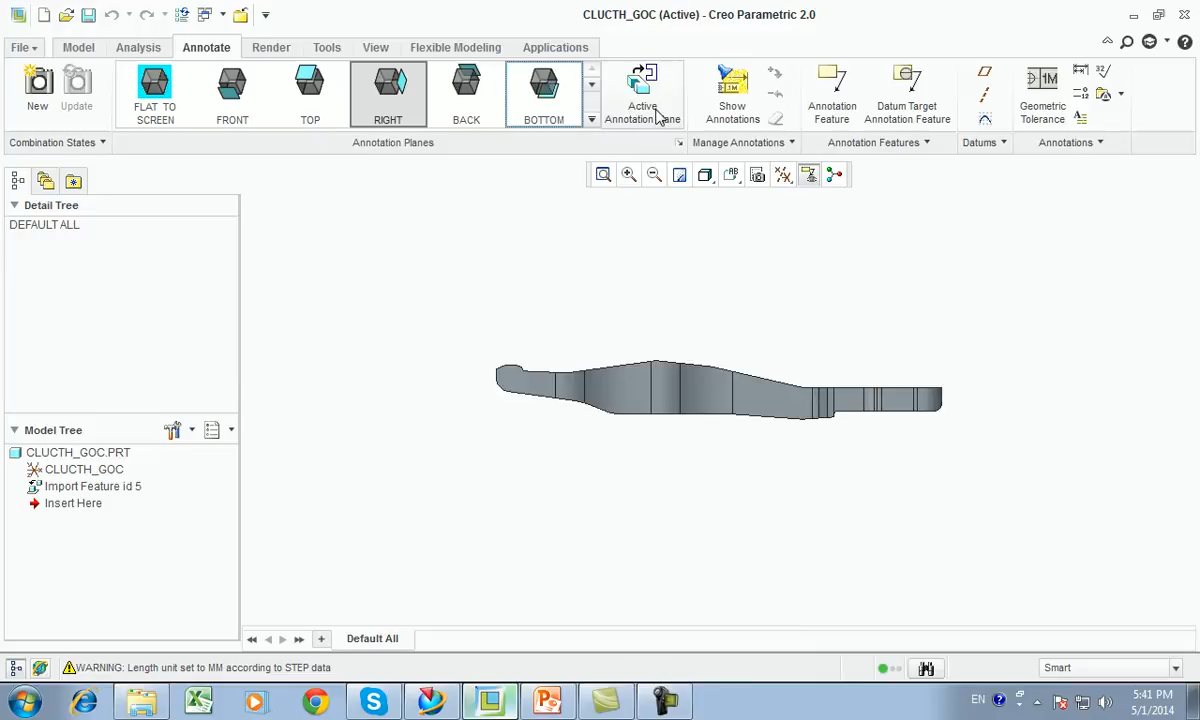 CLUCTH_GOC (Active) - Creo Parametric 2.0
File
Model
Analysis
Annotate
Render
Tools
View
Flexible Modeling
Applications
New
Update
FLAT TO
SCREEN
FRONT
TOP
RIGHT
BACK
BOTTOM
Active
Show
Annotations
Annotation
Feature
Datum Target
Annotation Feature
Geometric
Tolerance
Combination States
Annotation Planes
Manage Annotations
Annotation Features
Datums
Annotations
Detail Tree
DEFAULT ALL
Model Tree
CLUCTH_GOC.PRT
CLUCTH_GOC
Import Feature id 5
Insert Here
Default All
WARNING: Length unit set to MM according to STEP data
Smart
EN
5:41 PM
5/1/2014